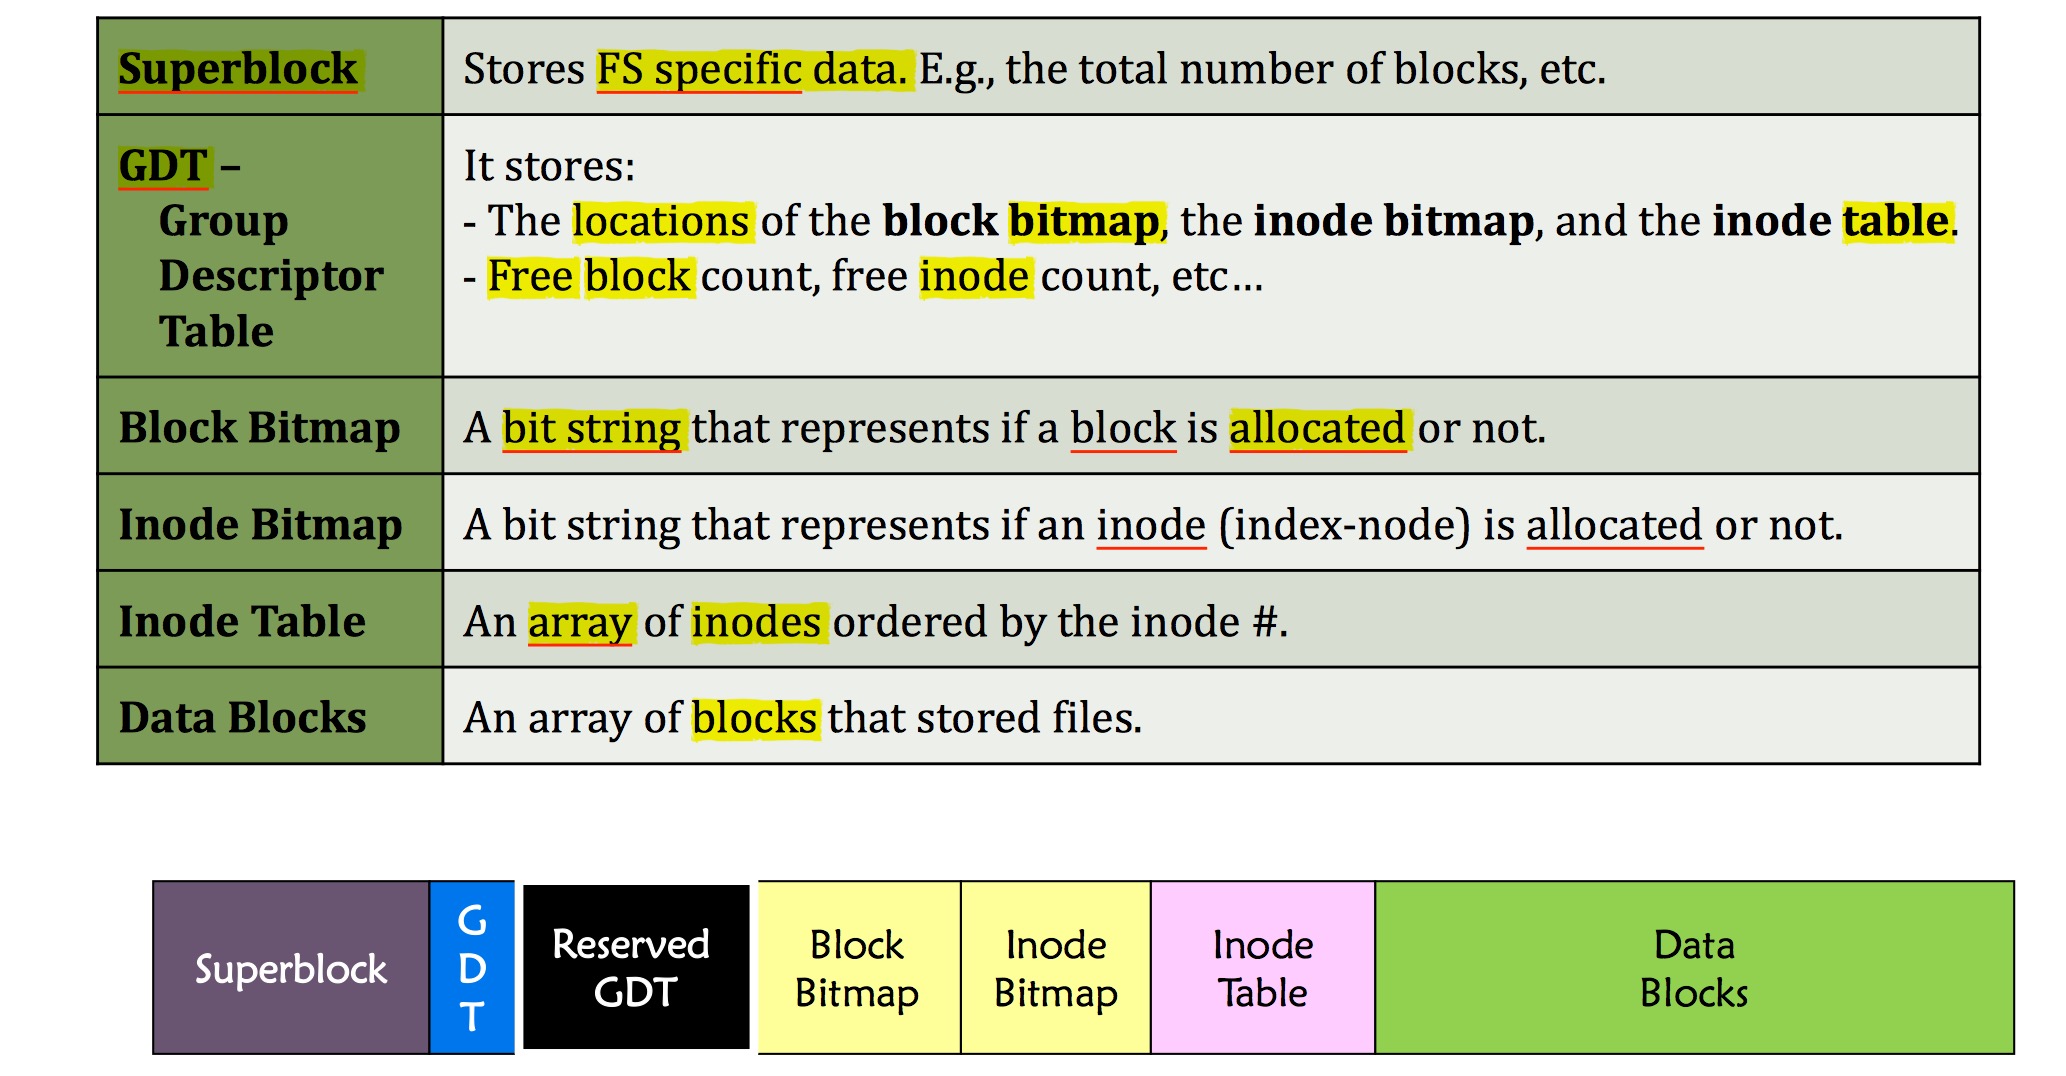 Superblock
Stores FS specific data. E.g., the total number of blocks, etc.
GDT –
Group
Descriptor
Table
It stores:
- The locations of the block bitmap, the inode bitmap, and the inode table.
- Free block count, free inode count, etc…
Block Bitmap
A bit string that represents if a block is allocated or not.
Inode Bitmap
A bit string that represents if an inode (index-node) is allocated or not.
Inode Table
An array of inodes ordered by the inode #.
Data Blocks
An array of blocks that stored files.
Superblock
G
D
T
Reserved
GDT
Block
Bitmap
Inode
Bitmap
Inode
Table
Data
Blocks